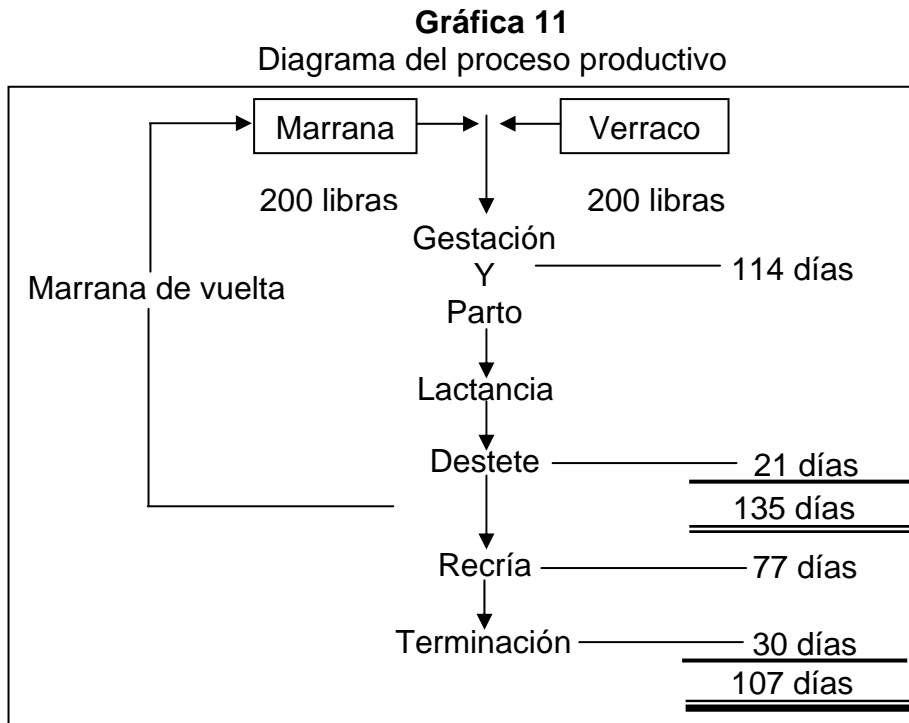 Gráfica 11
Diagrama del proceso productivo
Marrana
Verraco
200 libras
200 libras
Gestación
Y
114 días
Marrana de vuelta
Parto
Lactancia
Destete
21 días
135 días
Recría
77 días
Terminación
30 días
107 días